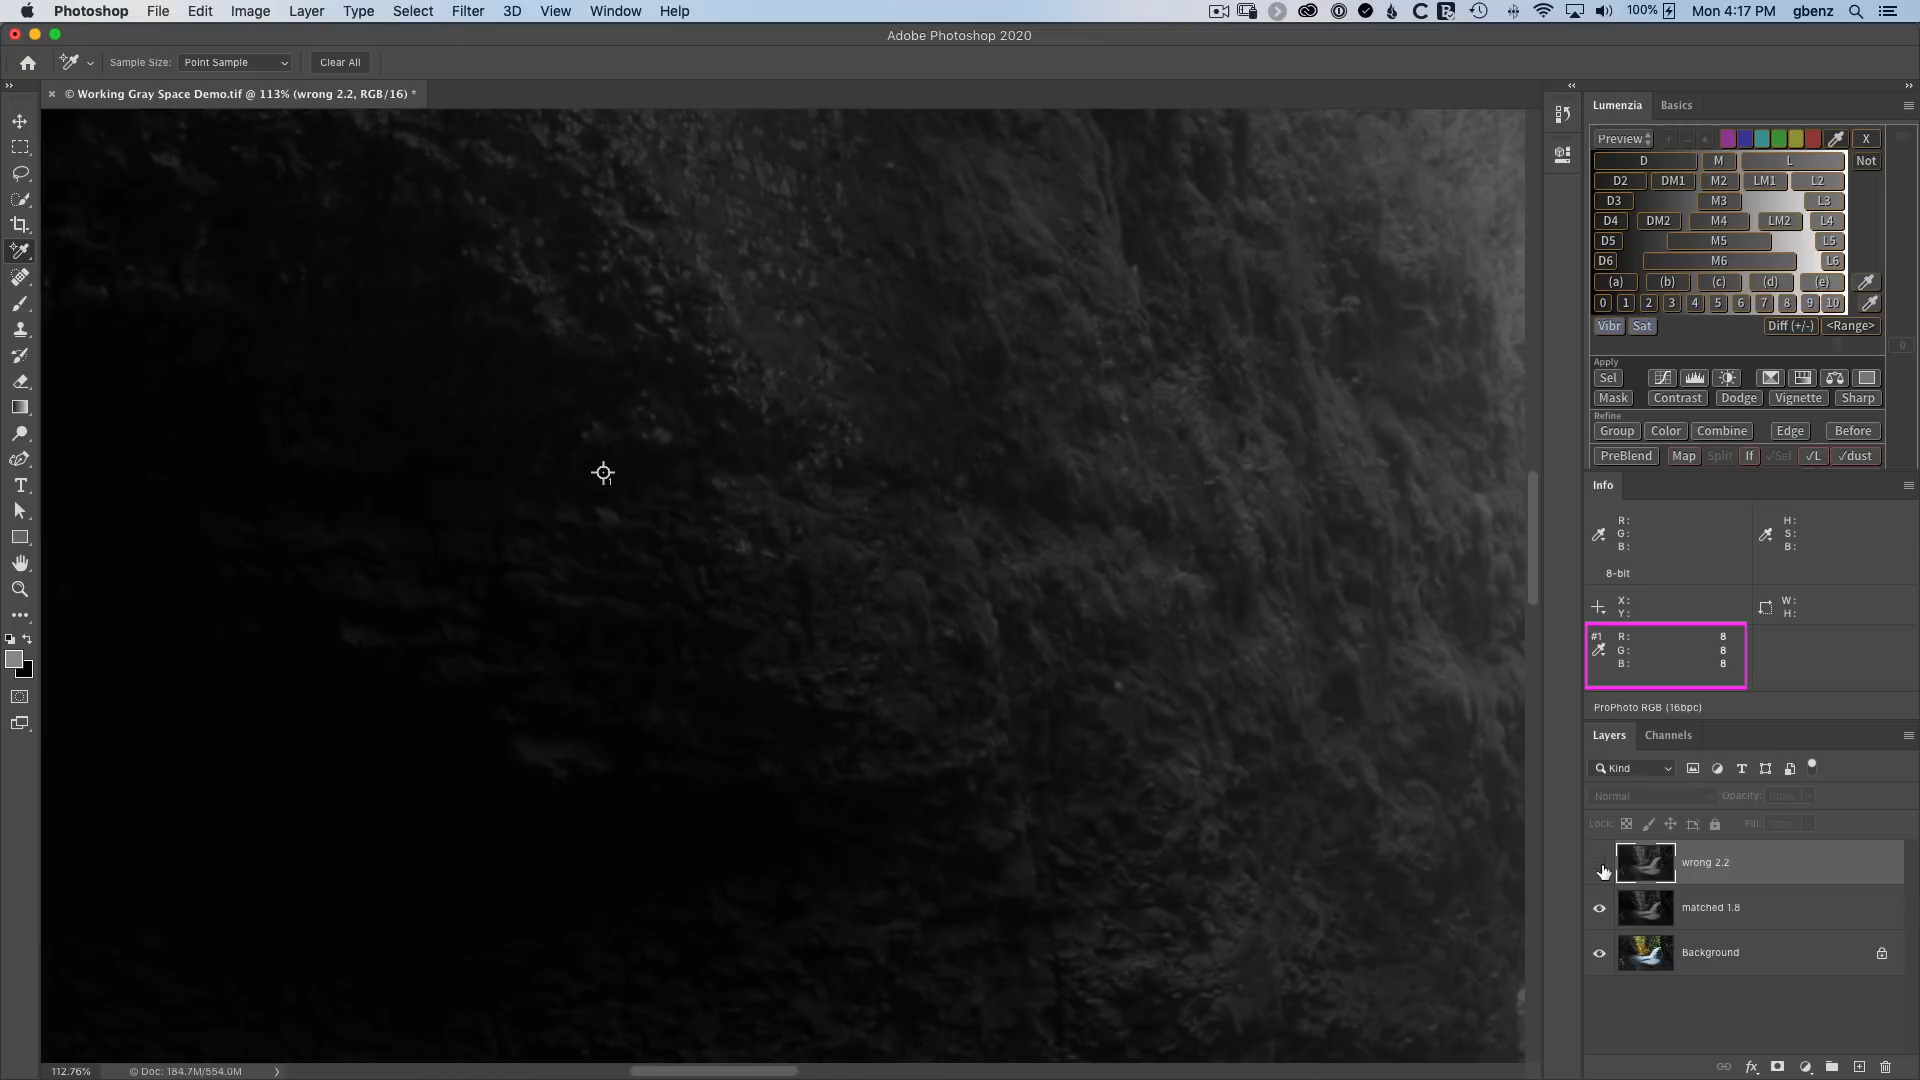 Photoshop File Edit Image Layer Type Select Filter 3D View Window Help 100% Mon 4:17 PM gbenz
Adobe Photoshop 2020
Sample Size: Point Sample Clear All
© Working Gray Space Demo.tif @ 113% (wrong 2.2, RGB/16) *
Lumenzia Basics
Preview X
D M L Not
D2 DM1 M2 LM1 L2
D3 M3 L3
D4 DM2 M4 LM2 L4
D5 M5 L5
D6 M6 L6
(a) (b) (c) (d) (e)
0 1 2 3 4 5 6 7 8 9 10
Vibr Sat Diff (+/-) <Range>
0
Apply
Sel
Mask Contrast Dodge Vignette Sharp
Refine
Group Color Combine Edge Before
PreBlend Map Split If ✓Sel ✓L ✓dust
Info
R: H:
G: S:
B: B:
8-bit
X: W:
Y: H:
#1 R: 8
G: 8
B: 8
ProPhoto RGB (16bpc)
Layers Channels
Kind
Normal Opacity: 100%
Lock: Fill: 100%
wrong 2.2
matched 1.8
Background
112.76% © Doc: 184.7M/554.0M